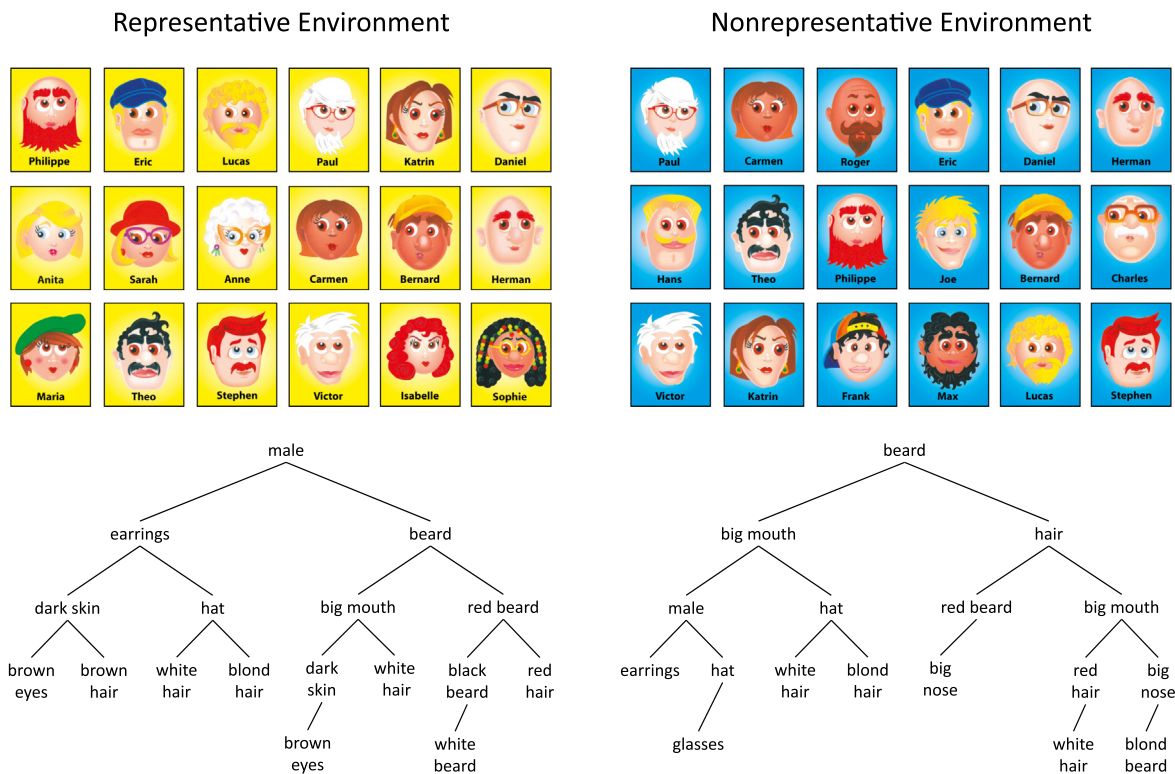 Representative Environment
Philippe Eric Lucas Paul Katrin Daniel
Anita Sarah Anne Carmen Bernard Herman
Maria Theo Stephen Victor Isabelle Sophie
male
earrings beard
dark skin hat big mouth red beard
brown eyes brown hair white hair blond hair dark skin white hair black beard red hair
brown eyes white beard
Nonrepresentative Environment
Paul Carmen Roger Eric Daniel Herman
Hans Theo Philippe Joe Bernard Charles
Victor Katrin Frank Max Lucas Stephen
beard
big mouth hair
male hat red beard big mouth
earrings hat white hair blond hair big nose red hair big nose
glasses white hair blond beard